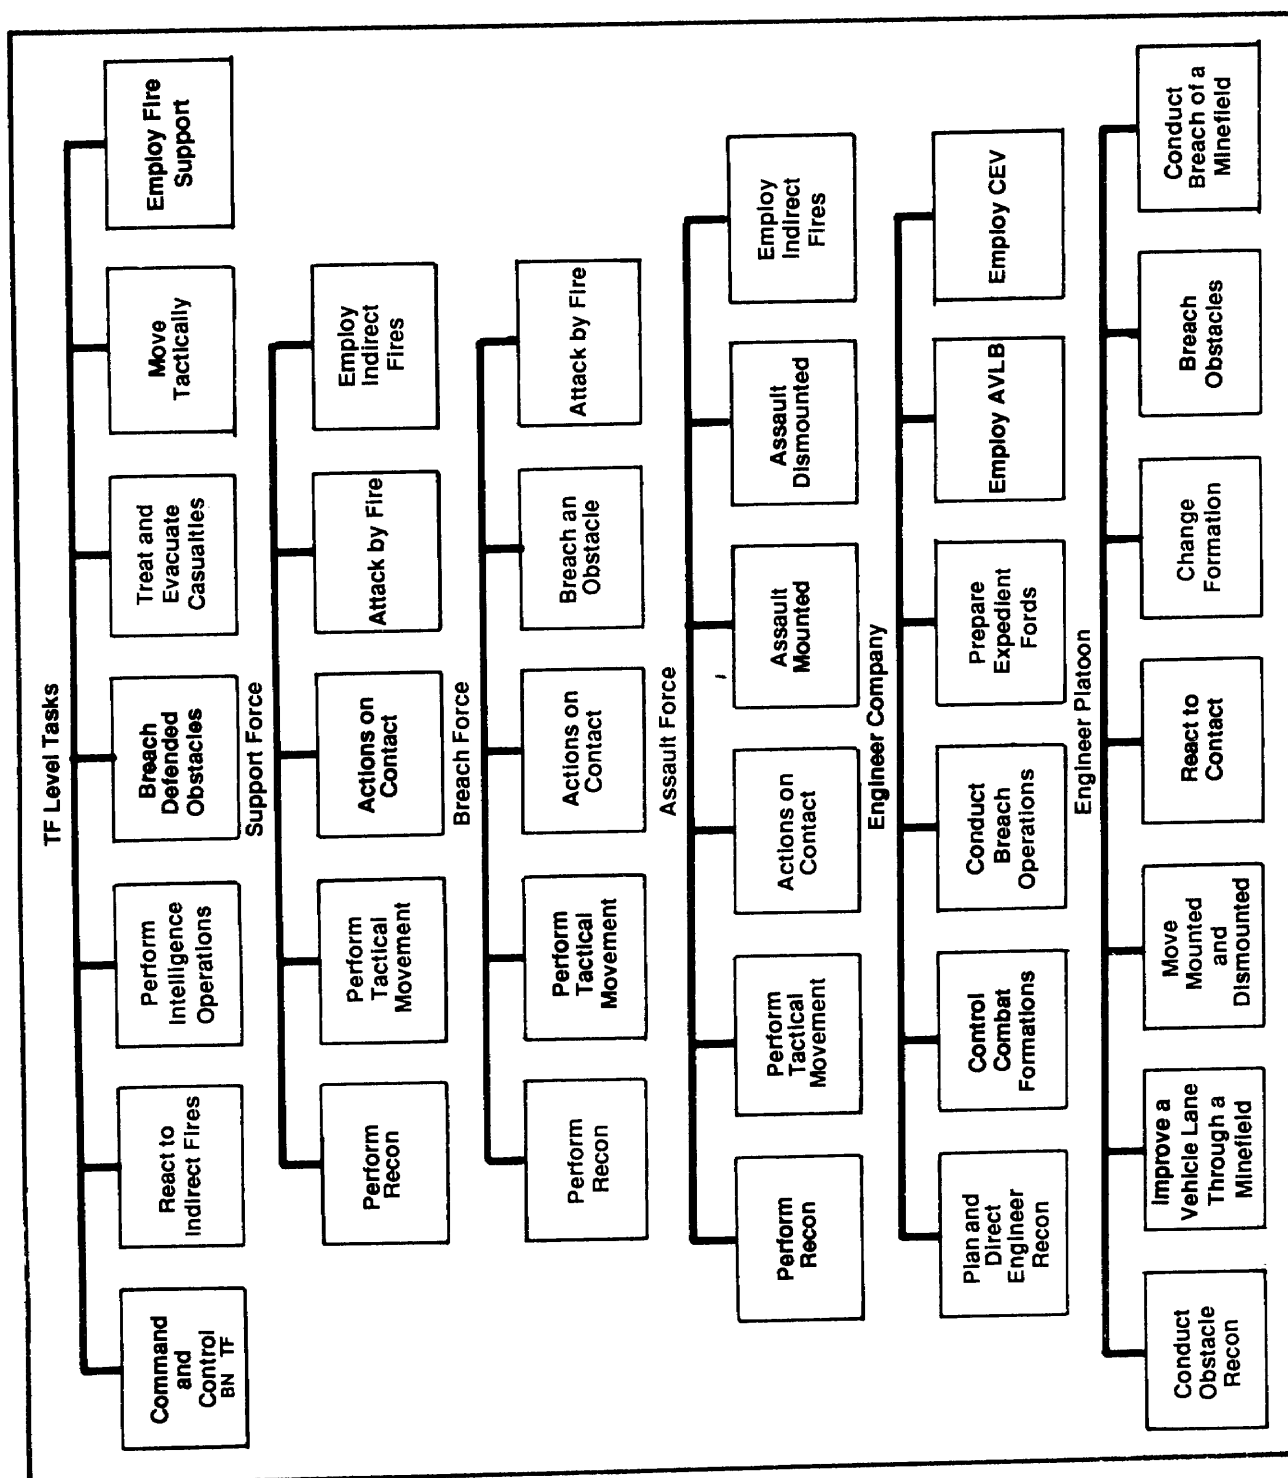 TF Level Tasks
Command
and
Control
BN TF
React to
Indirect Fires
Perform
Intelligence
Operations
Breach
Defended
Obstacles
Treat and
Evacuate
Casualties
Move
Tactically
Employ Fire
Support
Support Force
Perform
Recon
Perform
Tactical
Movement
Actions on
Contact
Attack by Fire
Employ
Indirect
Fires
Breach Force
Perform
Recon
Perform
Tactical
Movement
Actions on
Contact
Breach an
Obstacle
Attack by Fire
Assault Force
Perform
Recon
Perform
Tactical
Movement
Actions on
Contact
Assault
Mounted
Assault
Dismounted
Employ
Indirect
Fires
Engineer Company
Plan and
Direct
Engineer
Recon
Control
Combat
Formations
Conduct
Breach
Operations
Prepare
Expedient
Fords
Employ AVLB
Employ CEV
Engineer Platoon
Conduct
Obstacle
Recon
Improve a
Vehicle Lane
Through a
Minefield
Move
Mounted
and
Dismounted
React to
Contact
Change
Formation
Breach
Obstacles
Conduct
Breach of a
Minefield